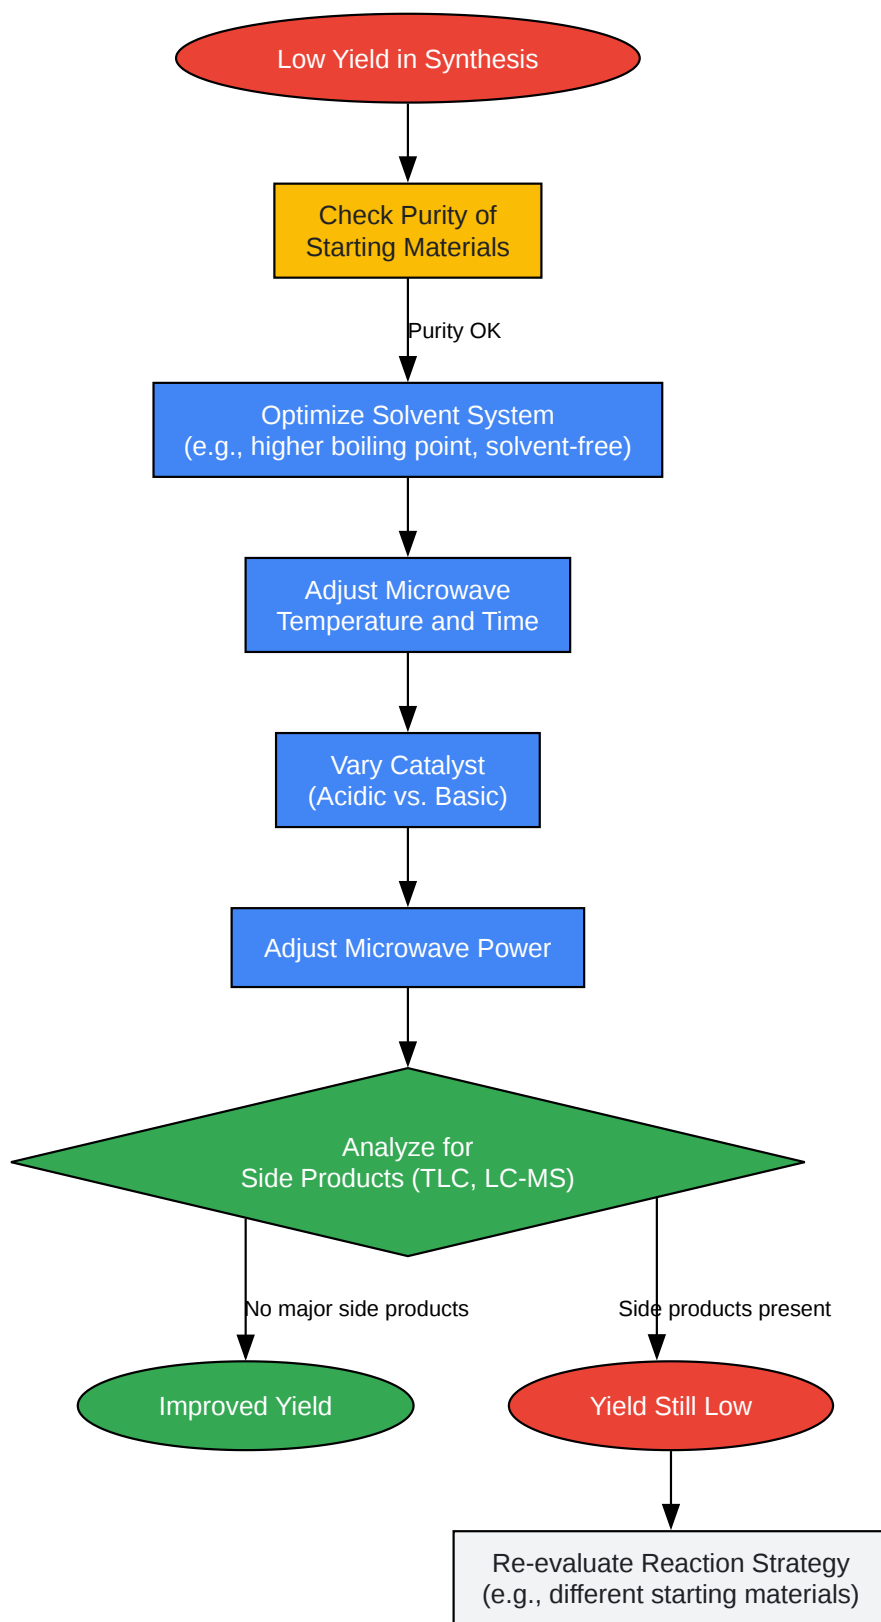 Low Yield in Synthesis
Check Purity of
Starting Materials
Purity OK
Optimize Solvent System
(e.g., higher boiling point, solvent-free)
Adjust Microwave
Temperature and Time
Vary Catalyst
(Acidic vs. Basic)
Adjust Microwave Power
Analyze for
Side Products (TLC, LC-MS)
No major side products
Side products present
Improved Yield
Yield Still Low
Re-evaluate Reaction Strategy
(e.g., different starting materials)